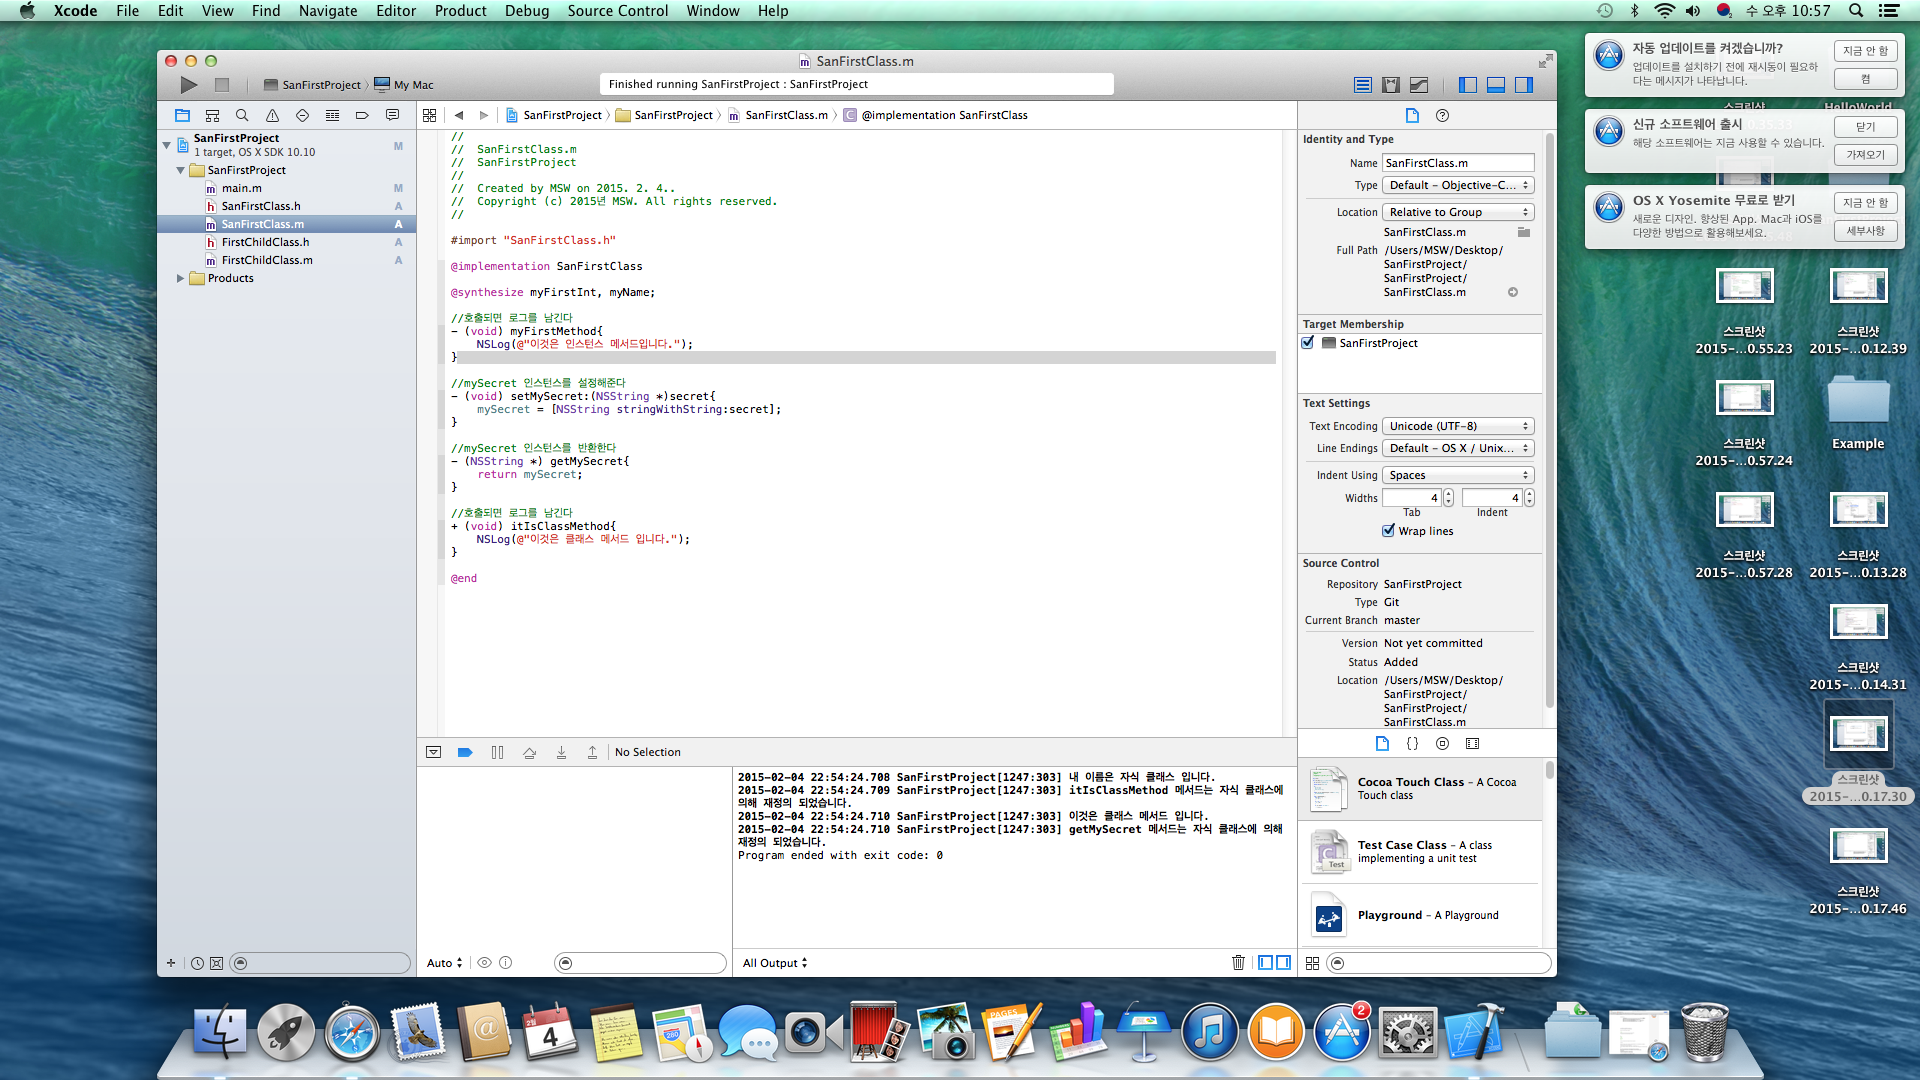 Xcode File Edit View Find Navigate Editor Product Debug Source Control Window Help
수 오후 10:57
SanFirstClass.m
SanFirstProject My Mac
Finished running SanFirstProject : SanFirstProject
SanFirstProject
1 target, OS X SDK 10.10
M
SanFirstProject
main.m M
SanFirstClass.h A
SanFirstClass.m A
FirstChildClass.h A
FirstChildClass.m A
Products
SanFirstProject SanFirstProject SanFirstClass.m @implementation SanFirstClass
//
// SanFirstClass.m
// SanFirstProject
//
// Created by MSW on 2015. 2. 4..
// Copyright (c) 2015년 MSW. All rights reserved.
//
#import "SanFirstClass.h"
@implementation SanFirstClass
@synthesize myFirstInt, myName;
//호출되면 로그를 남긴다
- (void) myFirstMethod{
NSLog(@"이것은 인스턴스 메서드입니다.");
}
//mySecret 인스턴스를 설정해준다
- (void) setMySecret:(NSString *)secret{
mySecret = [NSString stringWithString:secret];
}
//mySecret 인스턴스를 반환한다
- (NSString *) getMySecret{
return mySecret;
}
//호출되면 로그를 남긴다
+ (void) itIsClassMethod{
NSLog(@"이것은 클래스 메서드 입니다.");
}
@end
No Selection
2015-02-04 22:54:24.708 SanFirstProject[1247:303] 내 이름은 자식 클래스 입니다.
2015-02-04 22:54:24.709 SanFirstProject[1247:303] itIsClassMethod 메서드는 자식 클래스에
의해 재정의 되었습니다.
2015-02-04 22:54:24.710 SanFirstProject[1247:303] 이것은 클래스 메서드 입니다.
2015-02-04 22:54:24.710 SanFirstProject[1247:303] getMySecret 메서드는 자식 클래스에 의해
재정의 되었습니다.
Program ended with exit code: 0
Auto
All Output
Identity and Type
Name SanFirstClass.m
Type Default - Objective-C...
Location Relative to Group
SanFirstClass.m
Full Path /Users/MSW/Desktop/
SanFirstProject/
SanFirstProject/
SanFirstClass.m
Target Membership
SanFirstProject
Text Settings
Text Encoding Unicode (UTF-8)
Line Endings Default - OS X / Unix...
Indent Using Spaces
Widths 4 4
Tab Indent
Wrap lines
Source Control
Repository SanFirstProject
Type Git
Current Branch master
Version Not yet committed
Status Added
Location /Users/MSW/Desktop/
SanFirstProject/
SanFirstProject/
SanFirstClass.m
Cocoa Touch Class - A Cocoa
Touch class
Test
Test Case Class - A class
implementing a unit test
Playground - A Playground
자동 업데이트를 켜겠습니까?
업데이트를 설치하기 전에 재시동이 필요하
다는 메시지가 나타납니다.
지금 안 함
켬
스크린샷 HelloWorld
신규 소프트웨어 출시
해당 소프트웨어는 지금 사용할 수 있습니다.
닫기
가져오기
OS X Yosemite 무료로 받기
새로운 디자인. 향상된 App. Mac과 iOS를
다양한 방법으로 활용해보세요.
지금 안 함
세부사항
스크린샷
2015-...0.55.23
스크린샷
2015-...0.12.39
스크린샷
2015-...0.57.24
Example
스크린샷
2015-...0.57.28
스크린샷
2015-...0.13.28
스크린샷
2015-...0.14.31
스크린샷
2015-...0.17.30
스크린샷
2015-...0.17.46
2월
4
280
PAGES
2